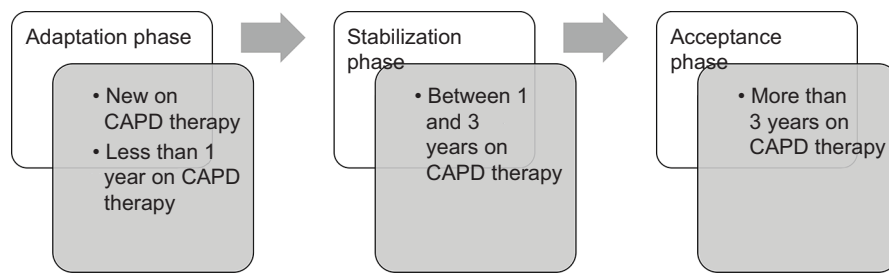 Adaptation phase
• New on
CAPD therapy
• Less than 1
year on CAPD
therapy
Stabilization
phase
• Between 1
and 3
years on
CAPD therapy
Acceptance
phase
• More than
3 years on
CAPD therapy